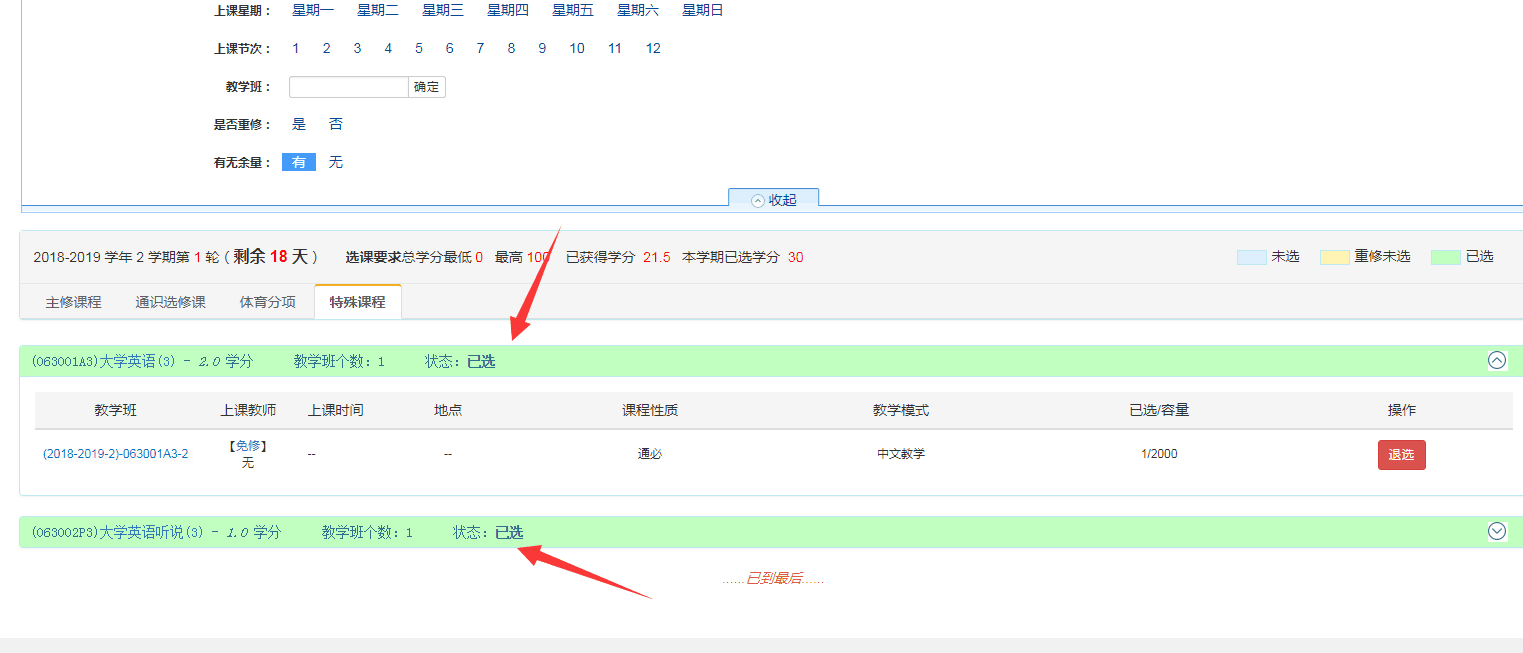 上课星期： 星期一 星期二 星期三 星期四 星期五 星期六 星期日
上课节次： 1 2 3 4 5 6 7 8 9 10 11 12
教学班： 确定
是否重修： 是 否
有无余量： 有 无
收起
2018-2019 学年 2 学期第 1 轮 ( 剩余 18 天 ) 选课要求总学分最低 0 最高 100 已获得学分 21.5 本学期已选学分 30 未选 重修未选 已选
主修课程 通识选修课 体育分项 特殊课程
(063001A3)大学英语(3) - 2.0 学分 教学班个数：1 状态：已选
教学班 上课教师 上课时间 地点 课程性质 教学模式 已选/容量 操作
(2018-2019-2)-063001A3-2 【免修】 -- -- 通必 中文教学 1/2000 退选
无
(063002P3)大学英语听说(3) - 1.0 学分 教学班个数：1 状态：已选
......已到最后......